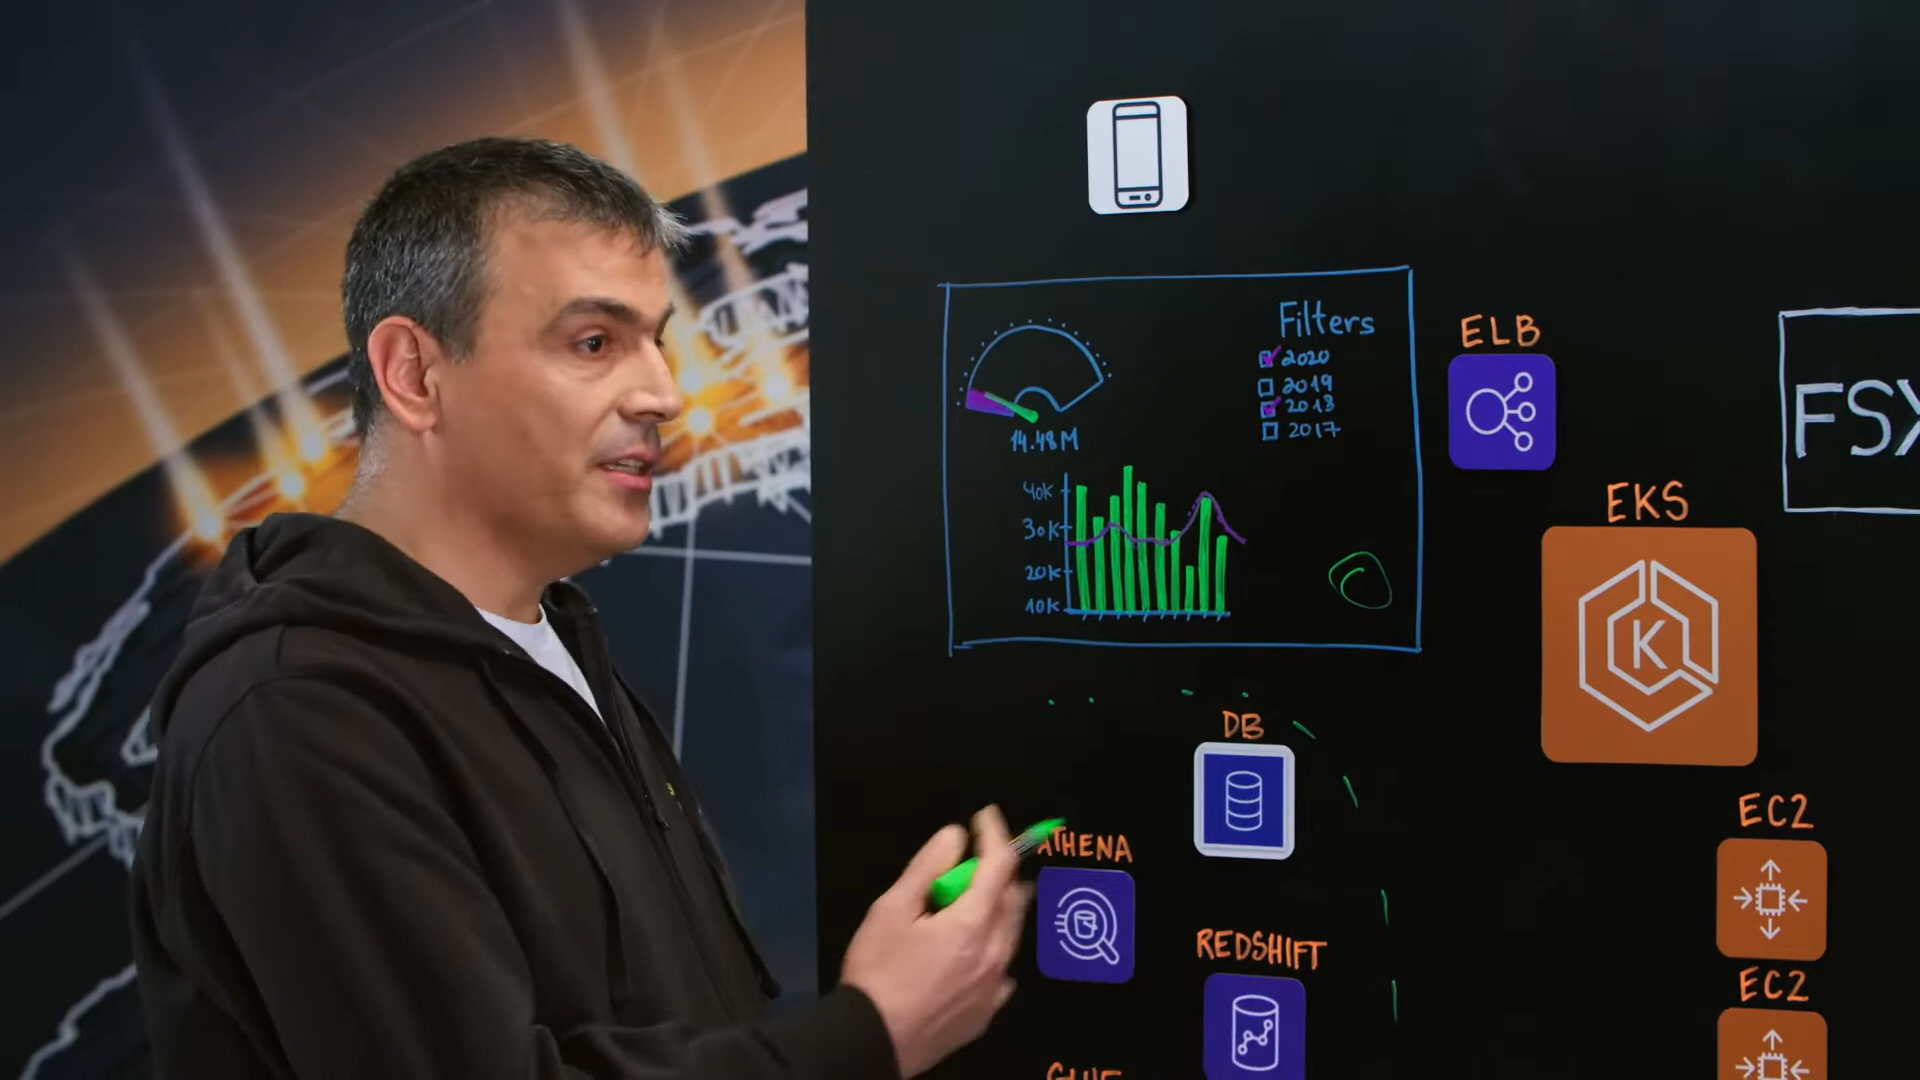 Filters
2020
2019
2018
2017
14.48M
40K
30K
20K
10K
C
ELB
FSX
EKS
K
DB
ATHENA
EC2
REDSHIFT
EC2
GLUE